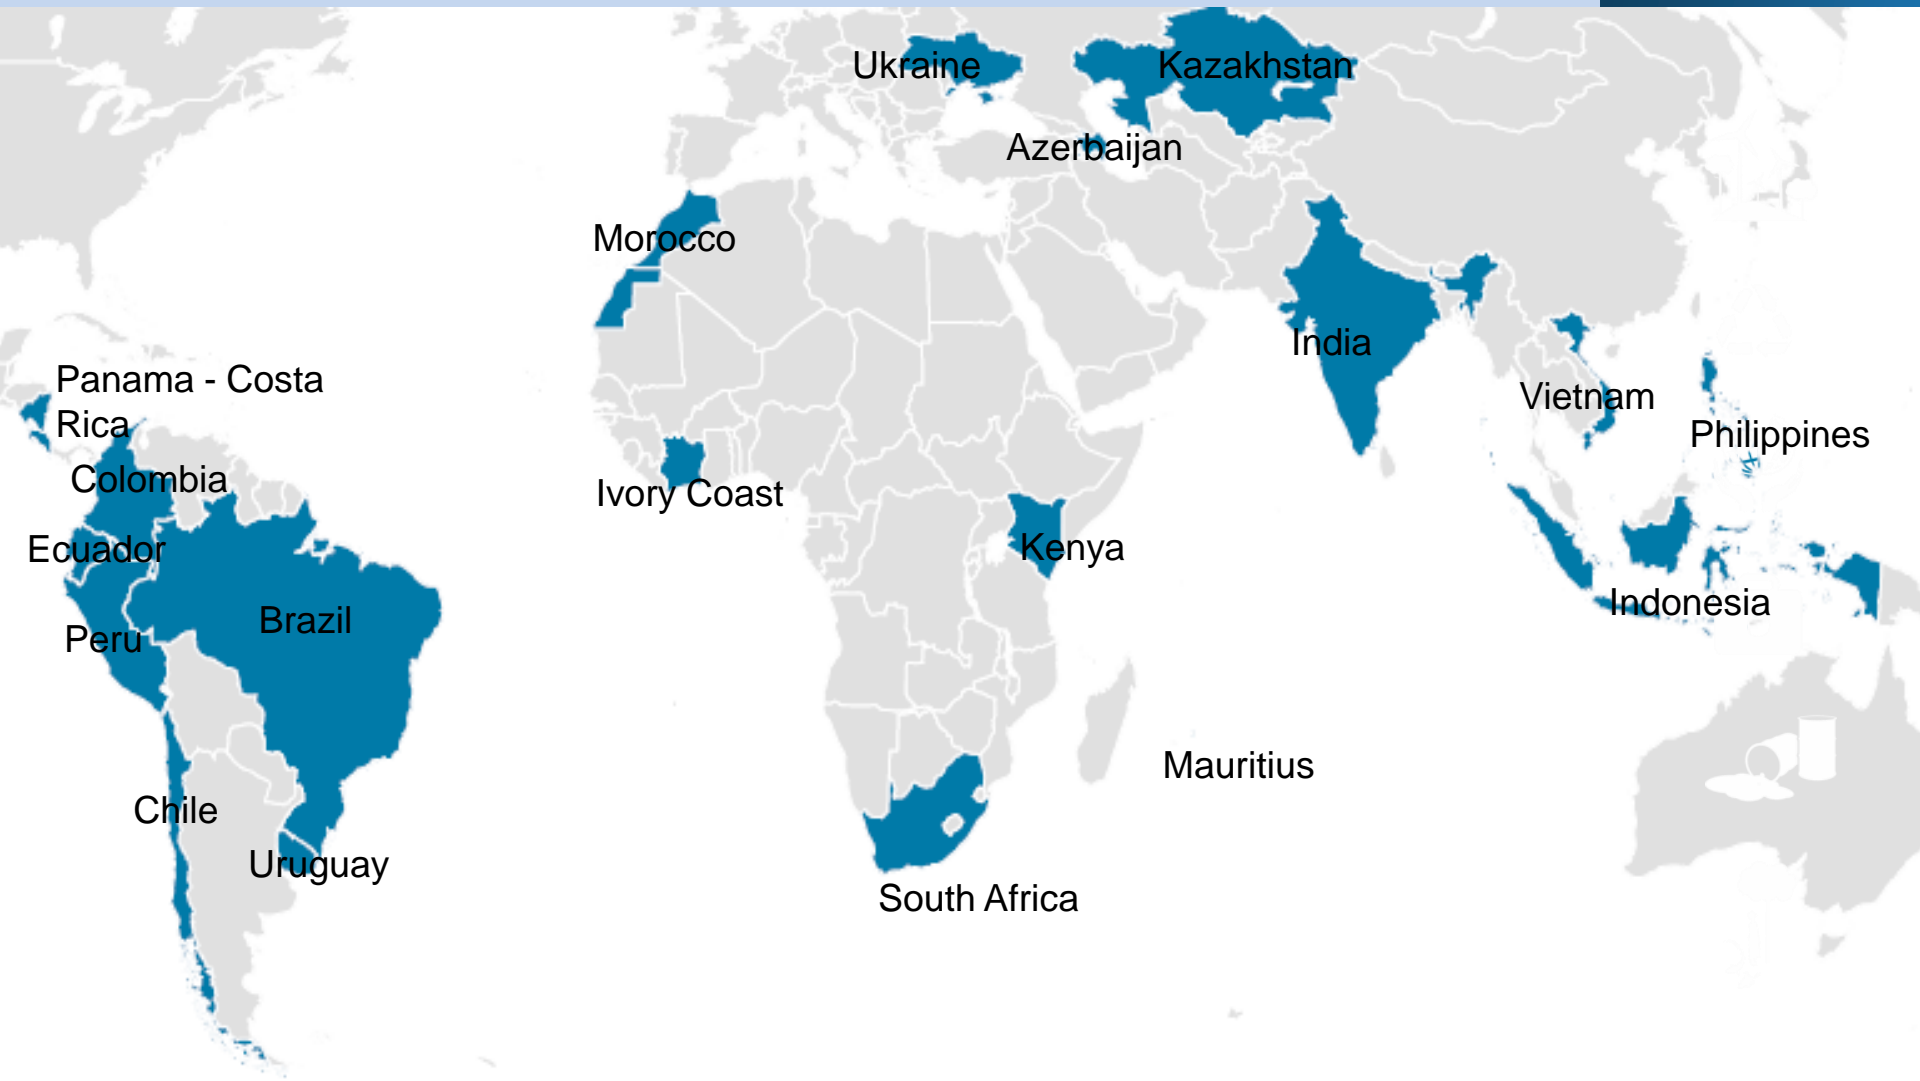 Ukraine
Kazakhstan
Azerbaijan
Morocco
India
Panama - Costa
Rica
Vietnam
Philippines
Colombia
Ivory Coast
Ecuador
Kenya
Indonesia
Brazil
Peru
Mauritius
Chile
Uruguay
South Africa